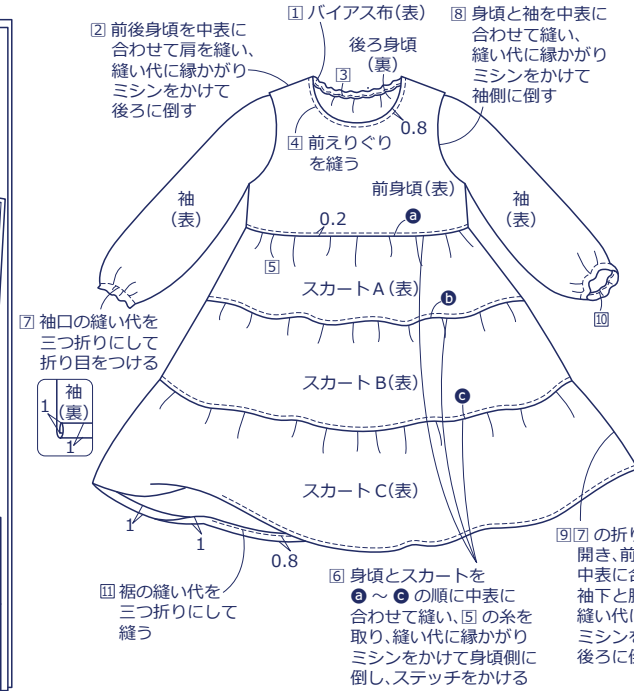 1 バイアス布(表)
2 前後身頃を中表に
合わせて肩を縫い、
縫い代に縁かがり
ミシンをかけて
後ろに倒す
8 身頃と袖を中表に
合わせて縫い、
縫い代に縁かがり
ミシンをかけて
袖側に倒す
後ろ身頃
(裏)
3
0.8
4 前えりぐり
を縫う
袖
(表)
前身頃(表)
袖
(表)
0.2
a
5
スカートA(表)
b
10
7 袖口の縫い代を
三つ折りにして
折り目をつける
スカートB(表)
袖
(裏)
1
1
c
スカートC(表)
1
1
0.8
11 裾の縫い代を
三つ折りにして
縫う
6 身頃とスカートを
a ～ c の順に中表に
合わせて縫い、5 の糸を
取り、縫い代に縁かがり
ミシンをかけて身頃側に
倒し、ステッチをかける
9 7 の折り
開き、前
中表に合
袖下と脇
縫い代に
ミシンを
後ろに倒